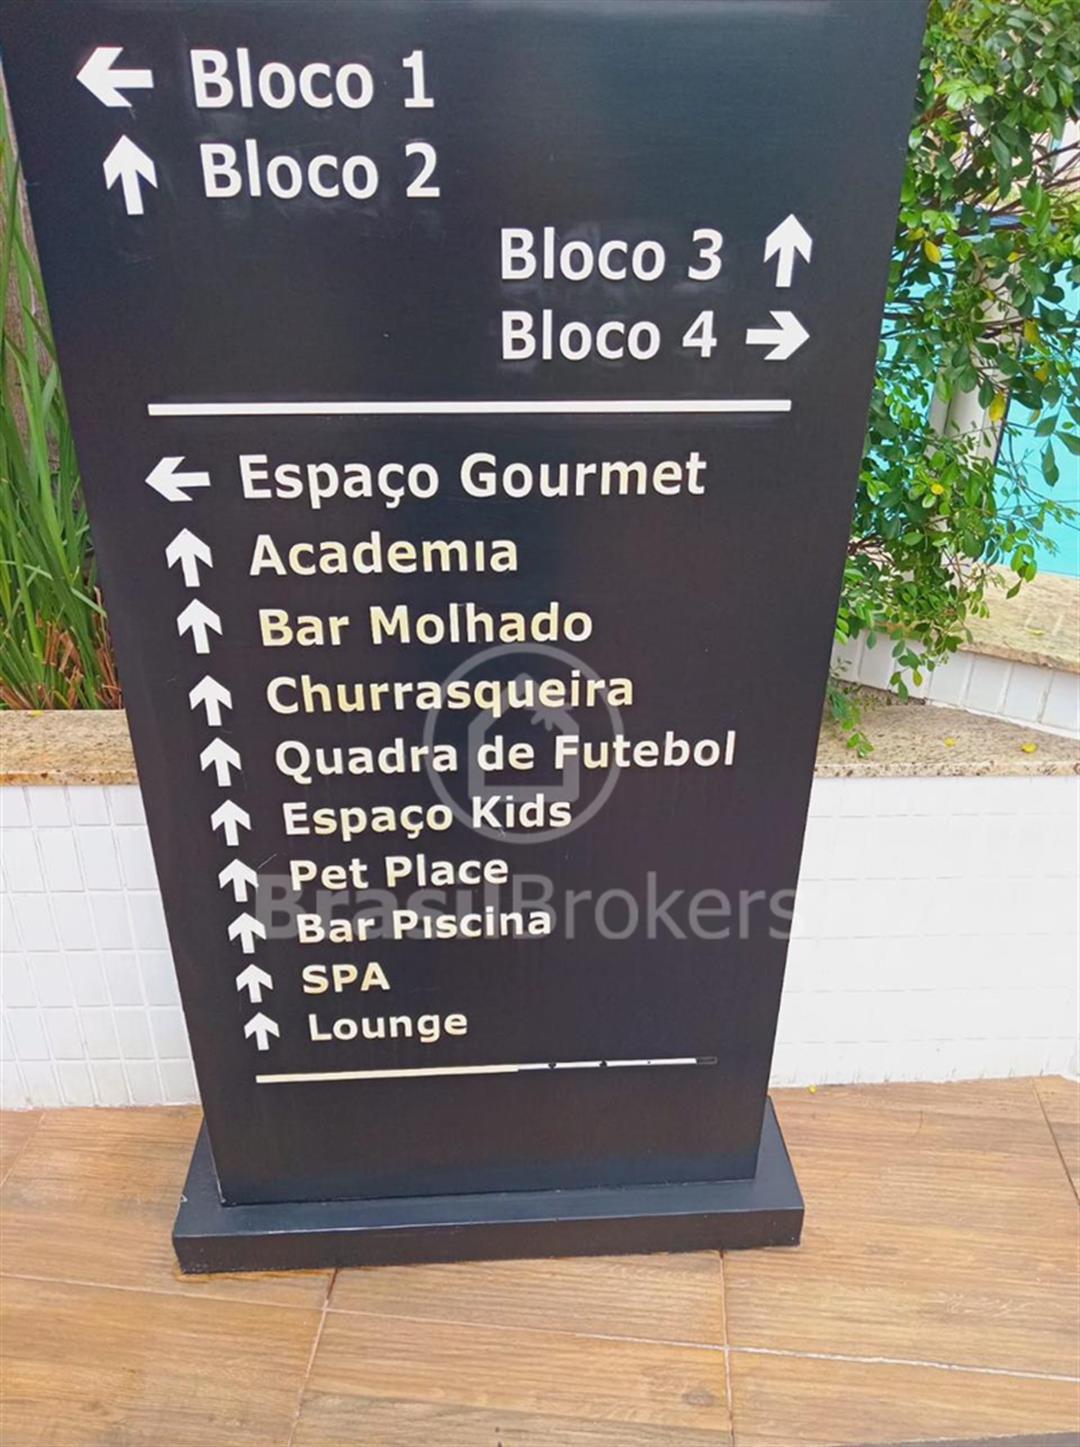 ← Bloco 1
↑ Bloco 2
Bloco 3 ↑
Bloco 4 →
← Espaço Gourmet
↑ Academia
↑ Bar Molhado
↑ Churrasqueira
↑ Quadra de Futebol
↑ Espaço Kids
↑ Pet Place
BrasilBrokers
↑ Bar Piscina
↑ SPA
↑ Lounge